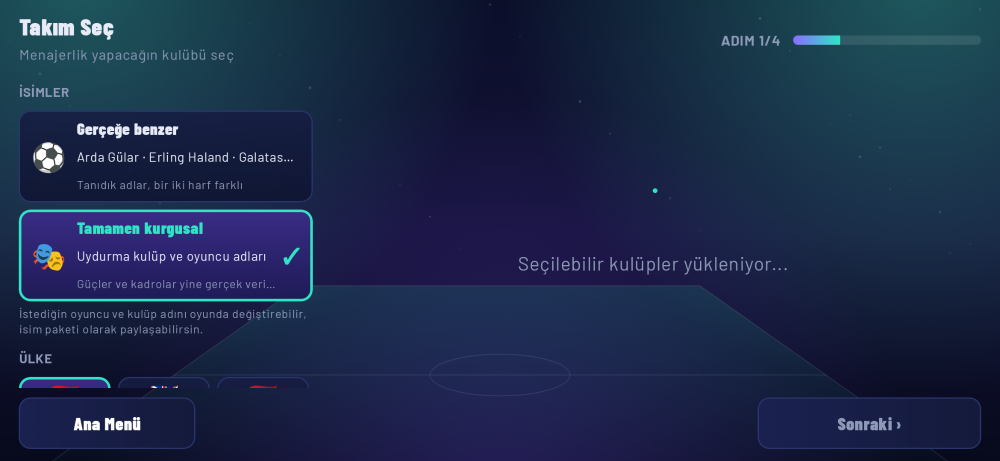 Takım Seç
Menajerlik yapacağın kulübü seç
ADIM 1/4
İSİMLER
Gerçeğe benzer
Arda Gülar · Erling Haland · Galatas...
Tanıdık adlar, bir iki harf farklı
Tamamen kurgusal
Uydurma kulüp ve oyuncu adları
Güçler ve kadrolar yine gerçek veri...
İstediğin oyuncu ve kulüp adını oyunda değiştirebilir,
isim paketi olarak paylaşabilirsin.
ÜLKE
Seçilebilir kulüpler yükleniyor...
Ana Menü
Sonraki ›